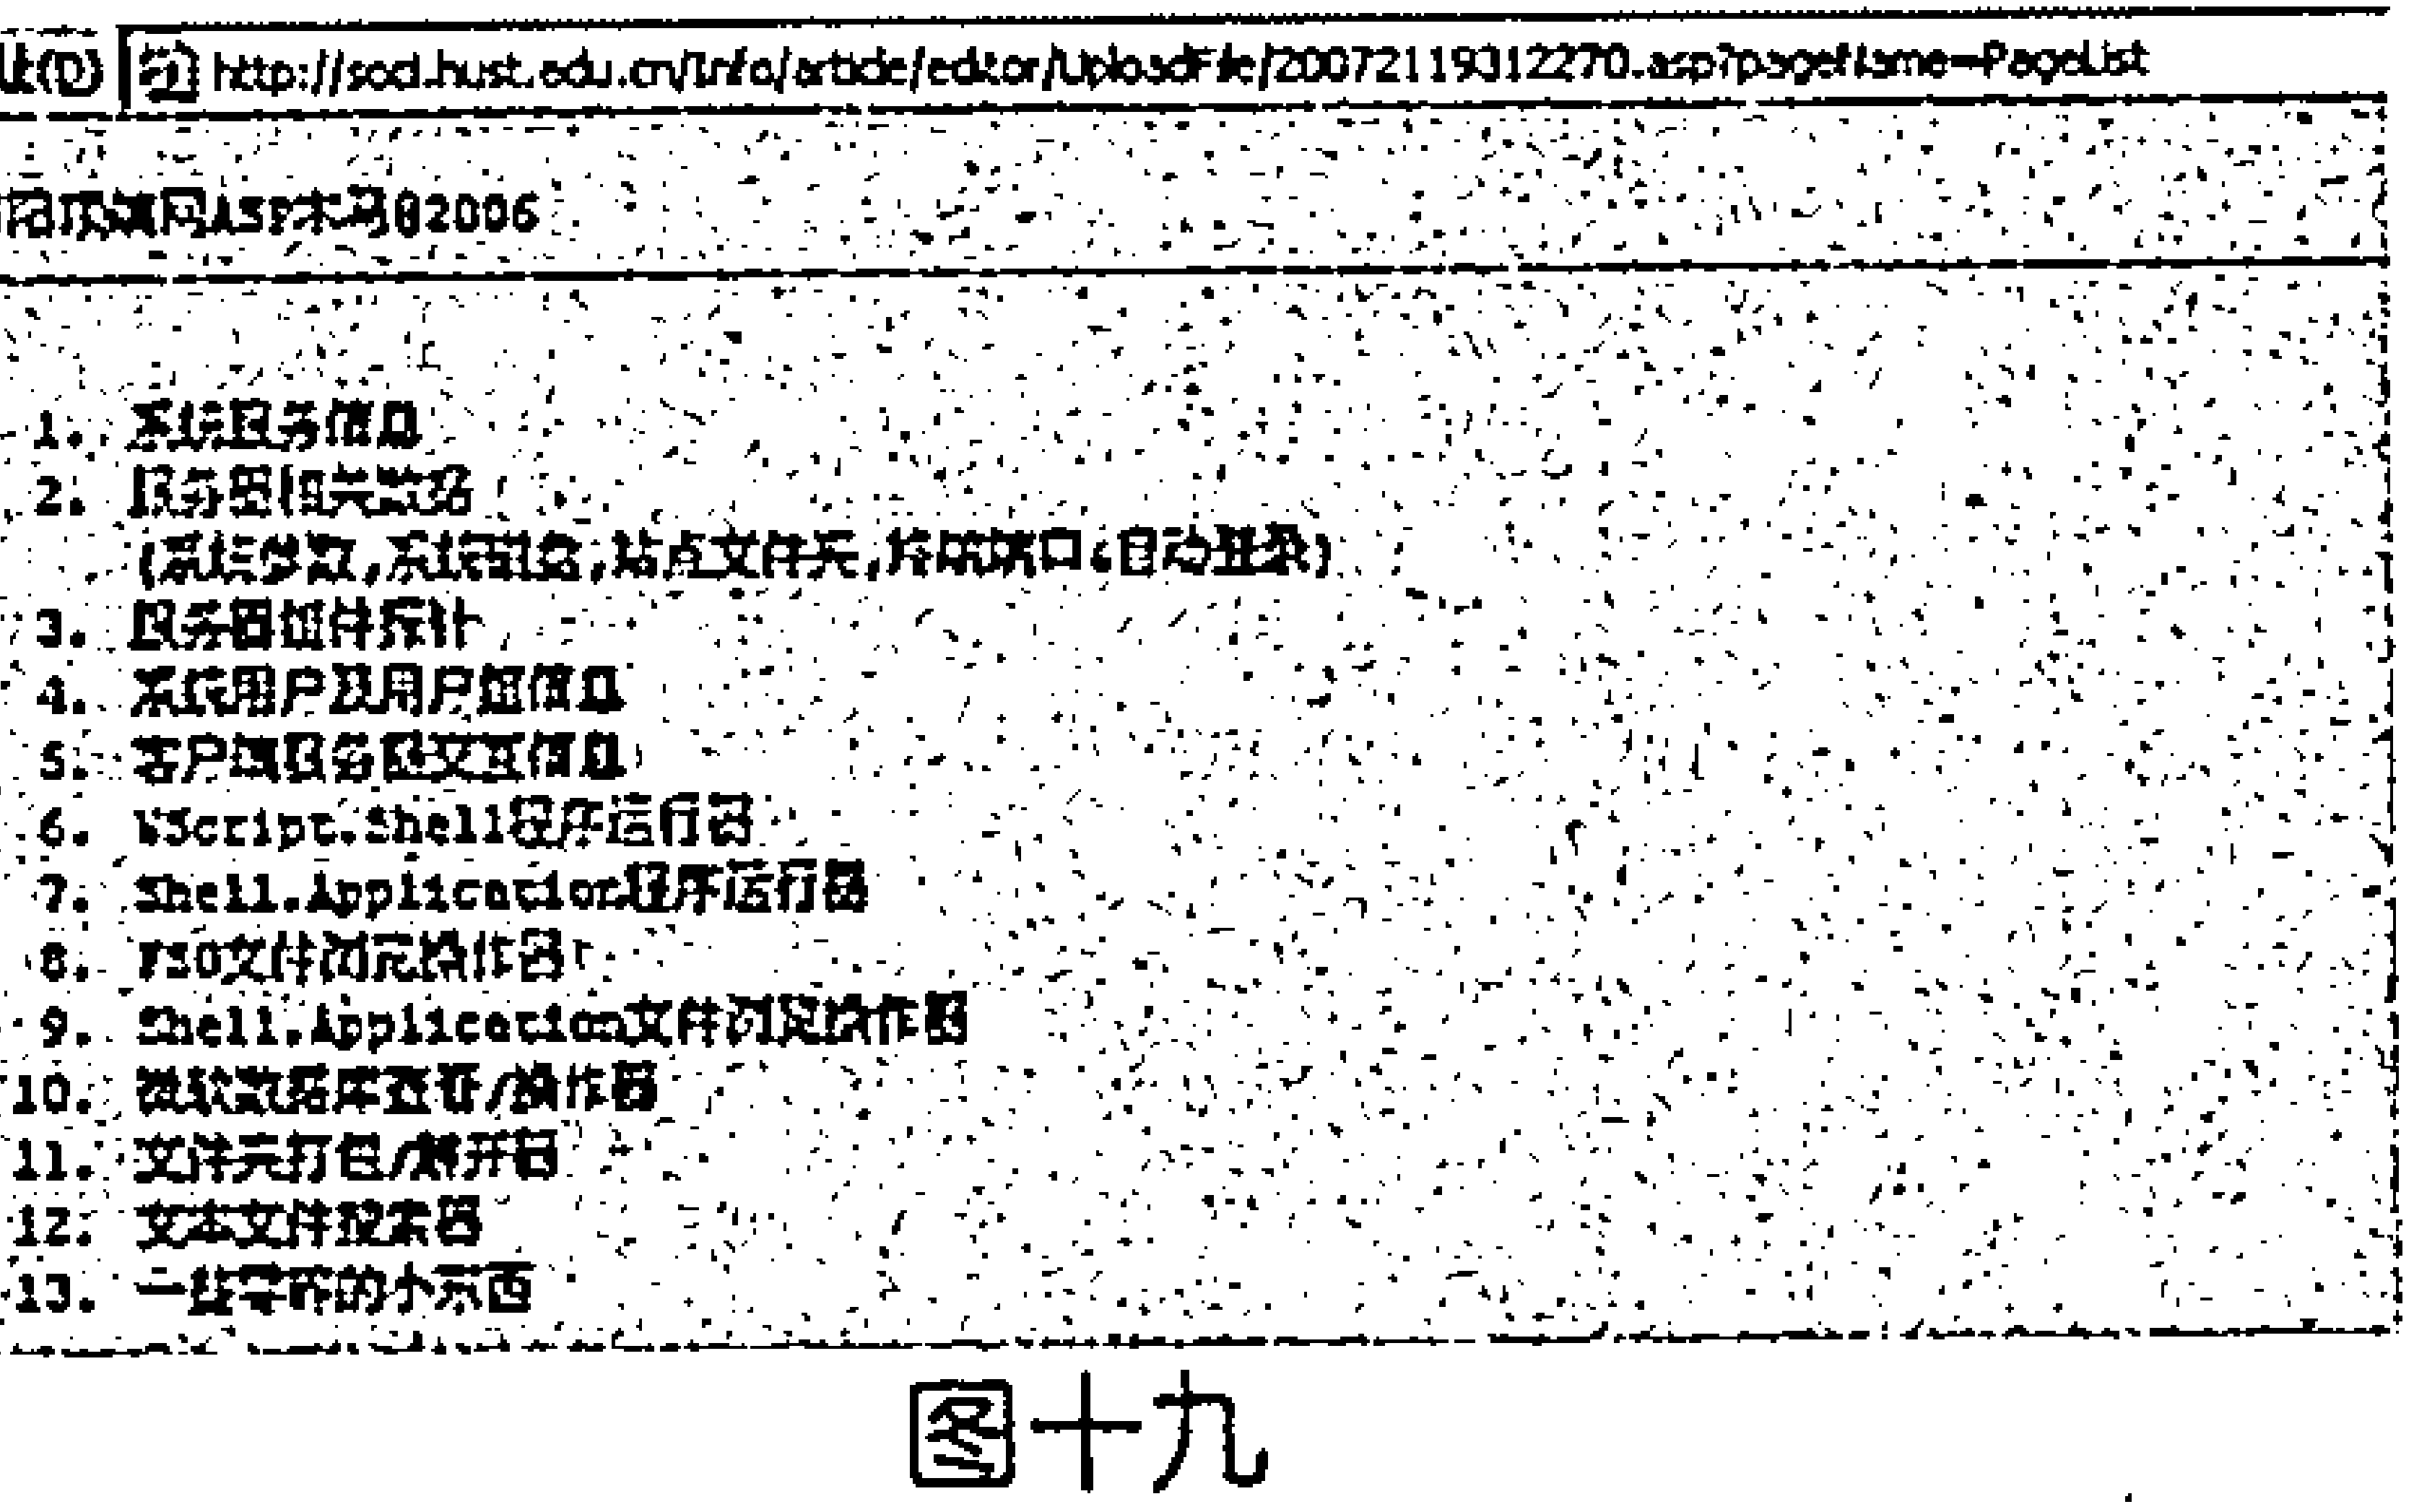 址(D) http://socl.hust.edu.cn/Info/article/editor/UploadFile/20072119312270.asp?pageName=PageList
海阳顶端网ASP木马@2006
1. 系统服务信息
2. 服务器相关数据
(系统参数,系统磁盘,站点文件夹,终端端口&自动登录)
3. 服务器组件探针
4. 系统用户及用户组信息
5. 客户端服务器交互信息
6. WScript.Shell程序运行器
7. Shell.Application程序运行器
8. FSO文件浏览操作器
9. Shell.Application文件浏览操作器
10. 微软数据库查看/操作器
11. 文件夹打包/解开器
12. 文本文件搜索器
13. 一些零碎的小东西
图十九